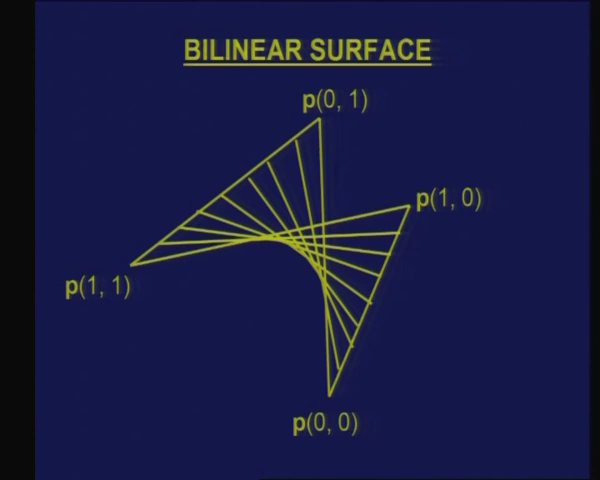 BILINEAR SURFACE
p(0, 1)
p(1, 0)
p(1, 1)
p(0, 0)